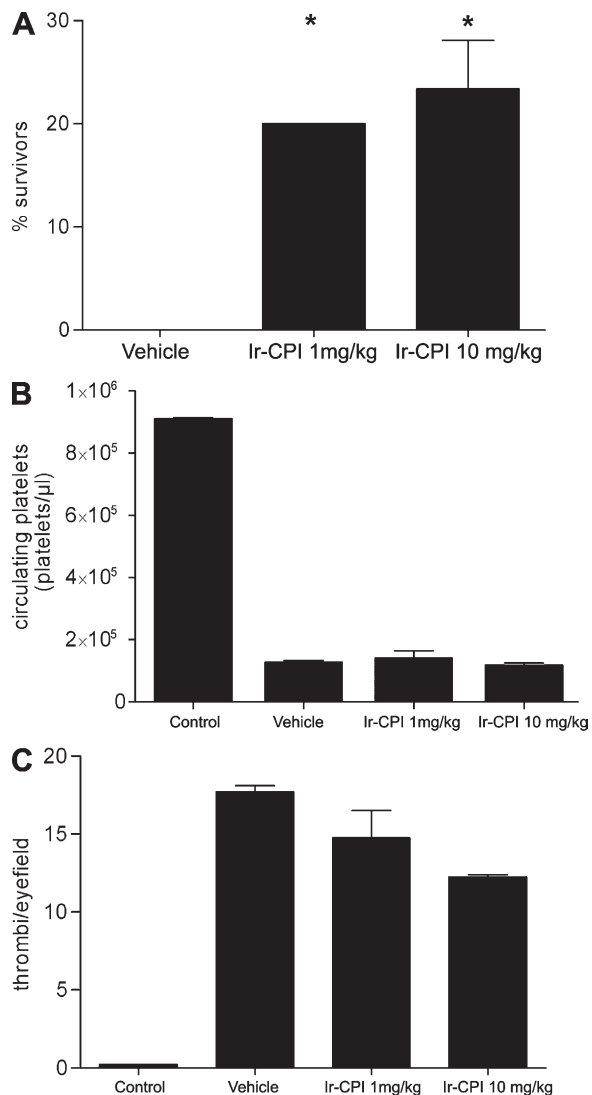 A
30
20
10
0
% survivors
*
*
Vehicle
Ir-CPI 1mg/kg
Ir-CPI 10 mg/kg
B
1×10⁶
8×10⁵
6×10⁵
4×10⁵
2×10⁵
0
circulating platelets
(platelets/µl)
Control
Vehicle
Ir-CPI 1mg/kg
Ir-CPI 10 mg/kg
C
20
15
10
5
0
thrombi/eyefield
Control
Vehicle
Ir-CPI 1mg/kg
Ir-CPI 10 mg/kg